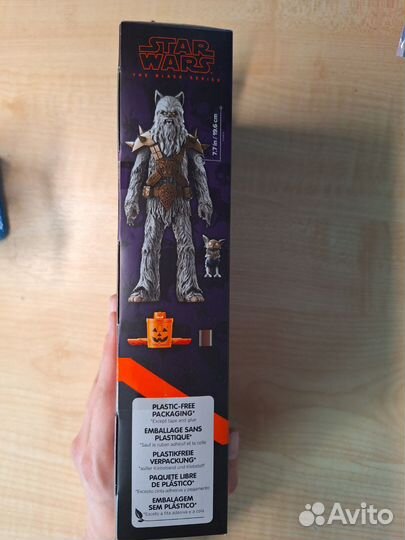 STAR
WARS
THE BLACK SERIES
7.7 in / 19.6 cm
PLASTIC-FREE
PACKAGING*
*Except tape and glue
EMBALLAGE SANS
PLASTIQUE*
*Sauf le ruban adhésif et la colle
PLASTIKFREIE
VERPACKUNG*
*Außer Klebeband und Klebstoff
PAQUETE LIBRE
DE PLÁSTICO*
*Excepto cinta adhesiva y pegamento
EMBALAGEM
SEM PLÁSTICO*
*Exceto a fita adesiva e a cola
Avito